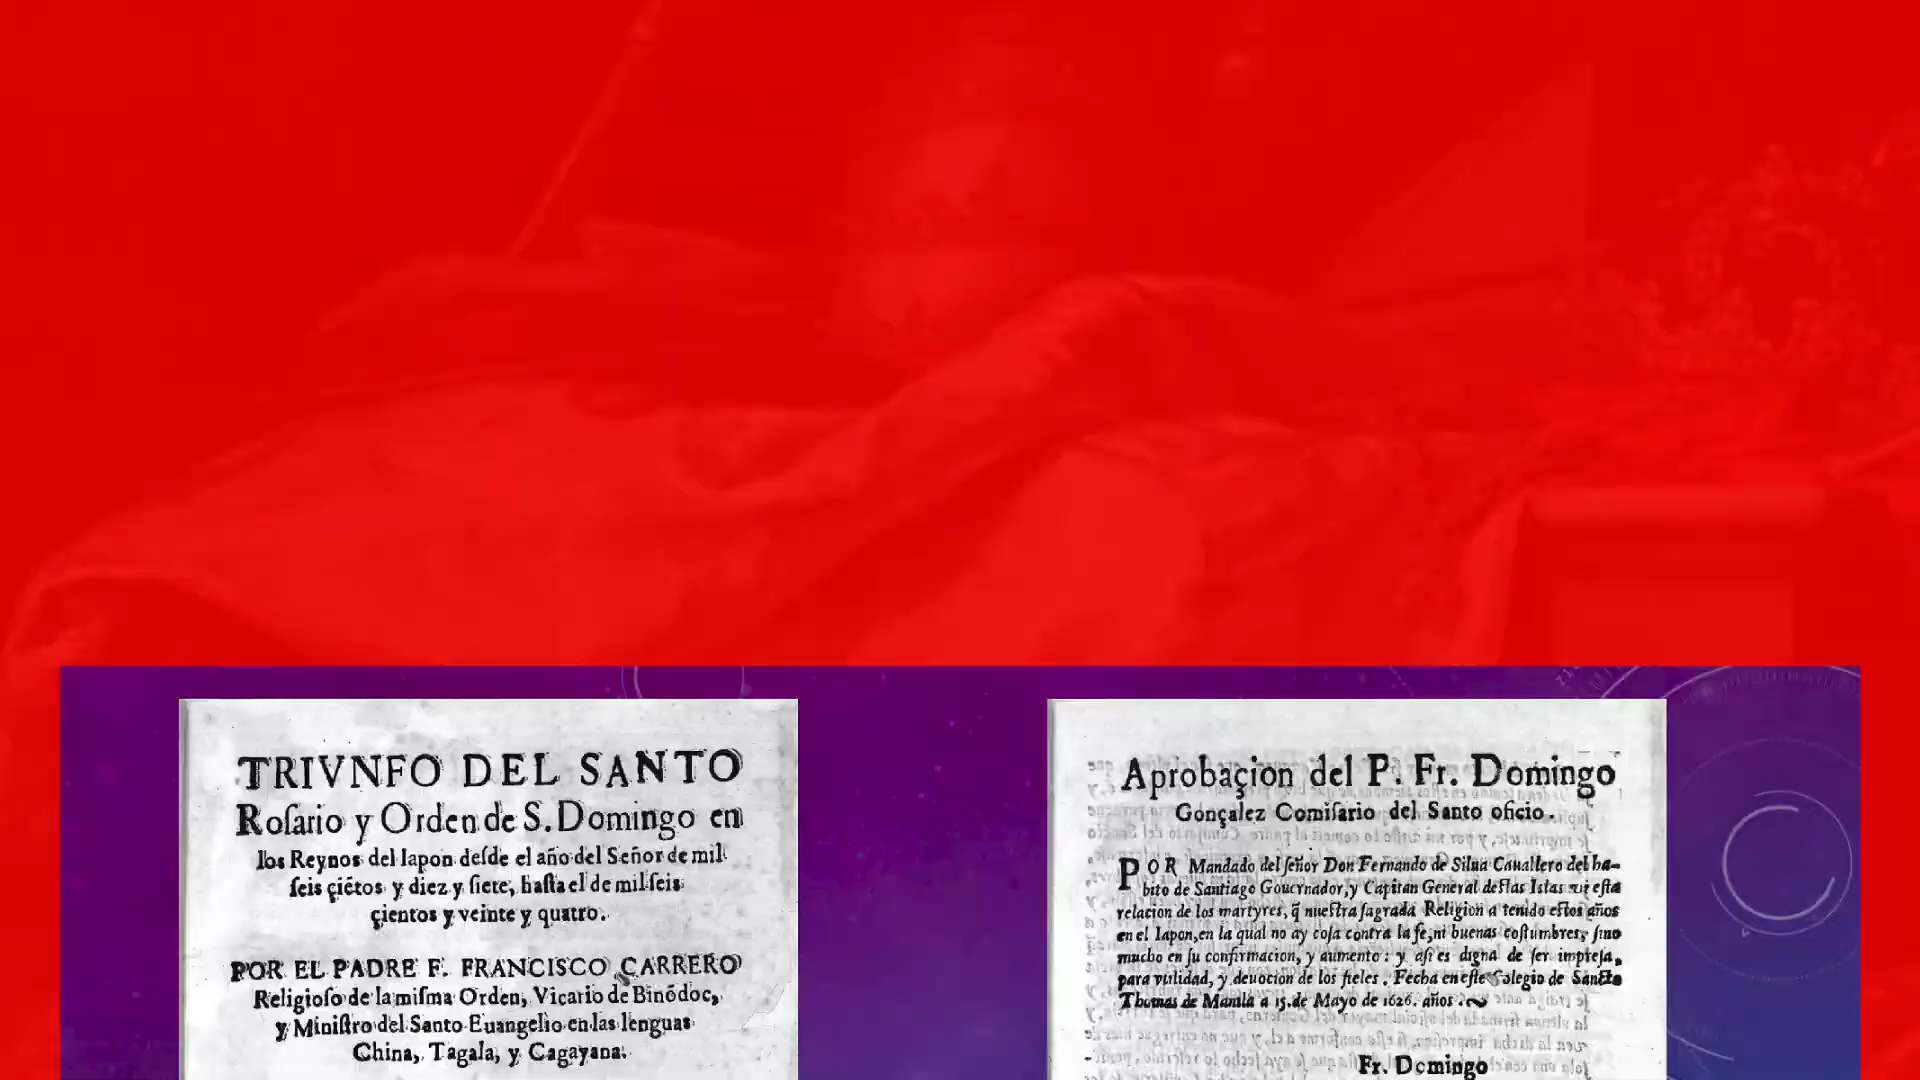 TRIVNFO DEL SANTO
Roſario y Orden de S. Domingo en
los Reynos del Iapon deſde el año del Señor de mil
ſeis çiẽtos y diez y ſiete, haſta el de mil ſeis
çientos y veinte y quatro.
POR EL PADRE F. FRANCISCO CARRERO
Religioſo de la miſma Orden, Vicario de Binõdoc,
y Miniſtro del Santo Euangelio en las lenguas
China, Tagala, y Cagayana.
Aprobaçion del P. Fr. Domingo
Gonçalez Comiſario del Santo oficio.
POR Mandado del ſeñor Don Fernando de Silua Cauallero del ha-
bito de Santiago Gouernador, y Capitan General deſtas Islas vi eſta
relacion de los martyres, q̃ nueſtra ſagrada Religion a tenido eſtos años
en el Iapon, en la qual no ay coſa contra la fe, ni buenas coſtumbres, ſino
mucho en ſu confirmacion, y aumento: y aſi es digna de ſer impreſa,
para vtilidad, y deuocion de los fieles. Fecha en eſte Colegio de Sancto
Thomas de Manila a 15. de Mayo de 1626. años.
Fr. Domingo